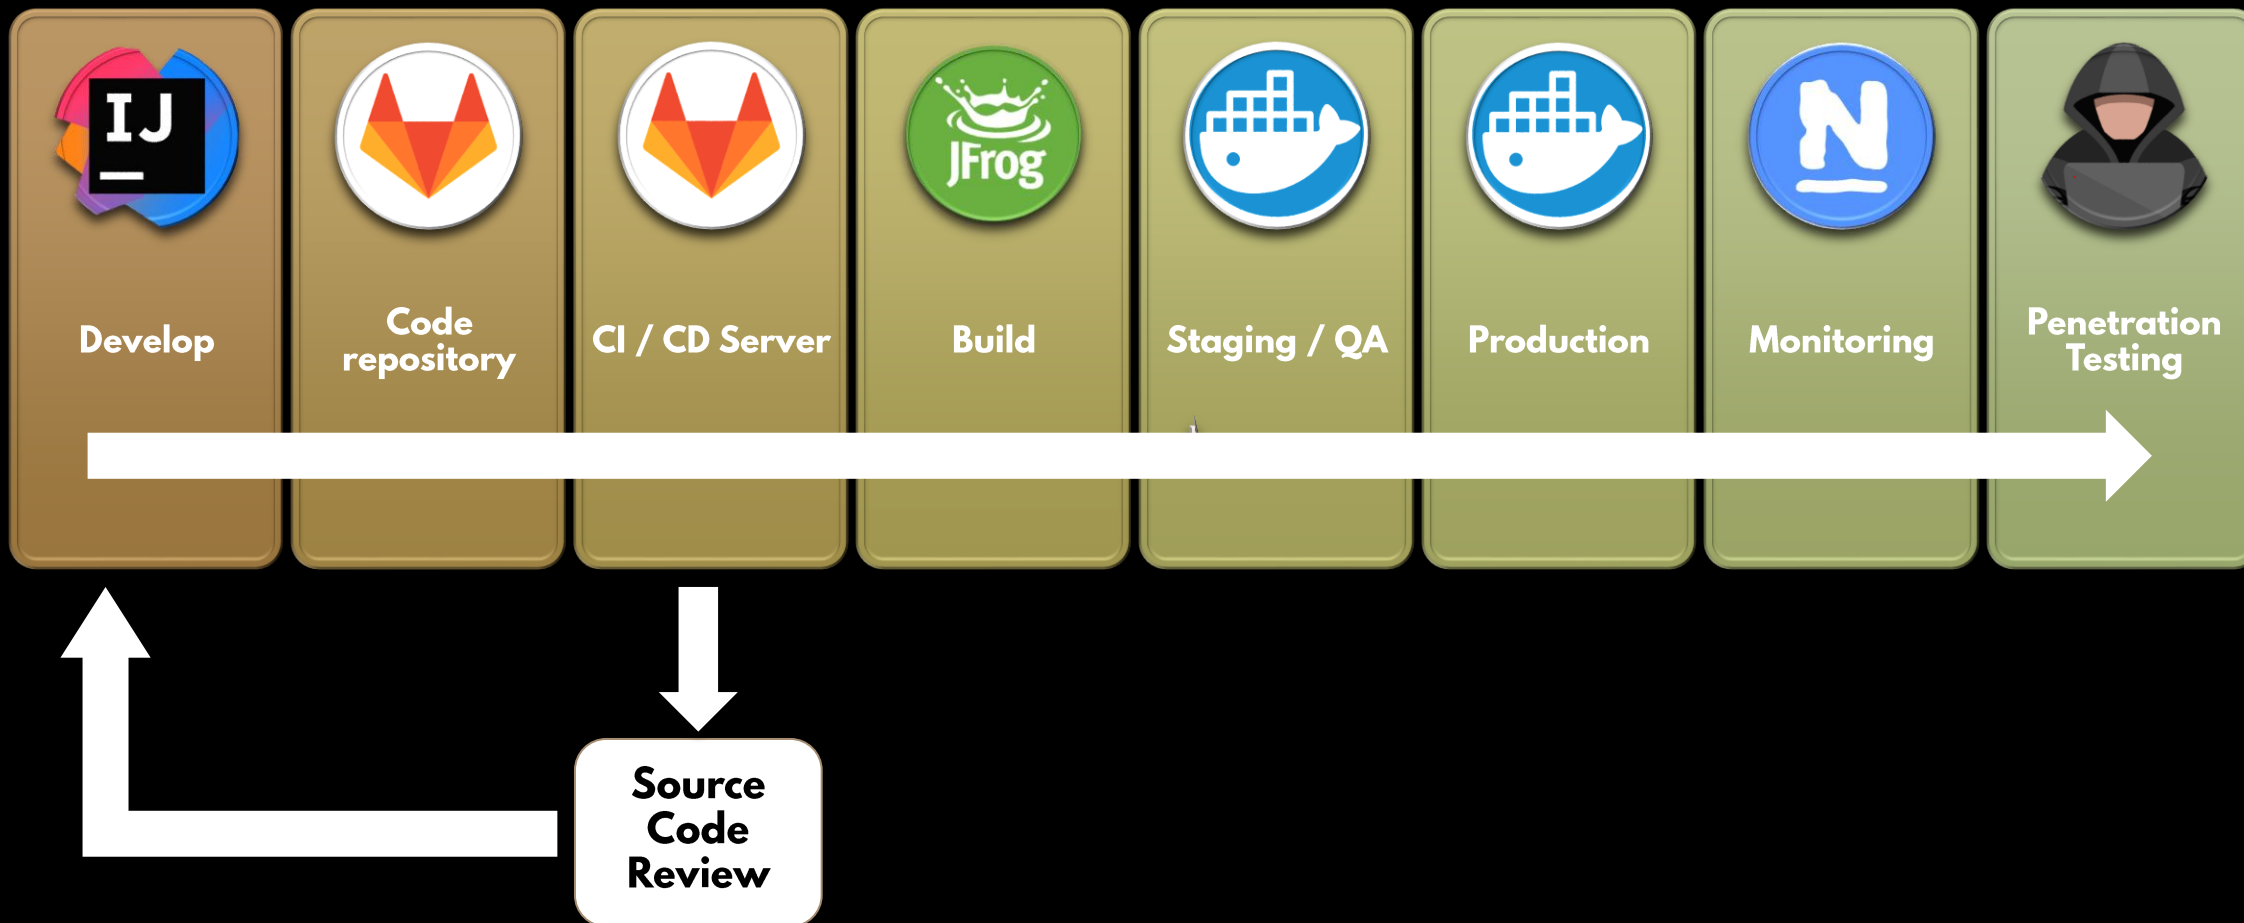 IJ
JFrog
N
Develop
Code
repository
CI / CD Server
Build
Staging / QA
Production
Monitoring
Penetration
Testing
Source
Code
Review